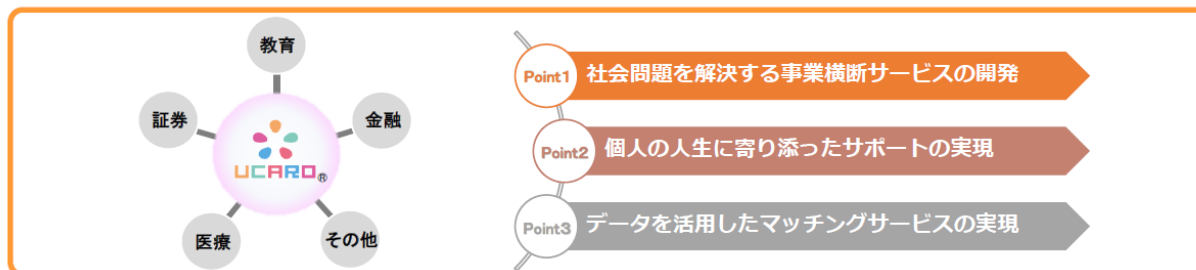 教育
証券
金融
UCARO®
医療
その他
Point1 社会問題を解決する事業横断サービスの開発
Point2 個人の人生に寄り添ったサポートの実現
Point3 データを活用したマッチングサービスの実現